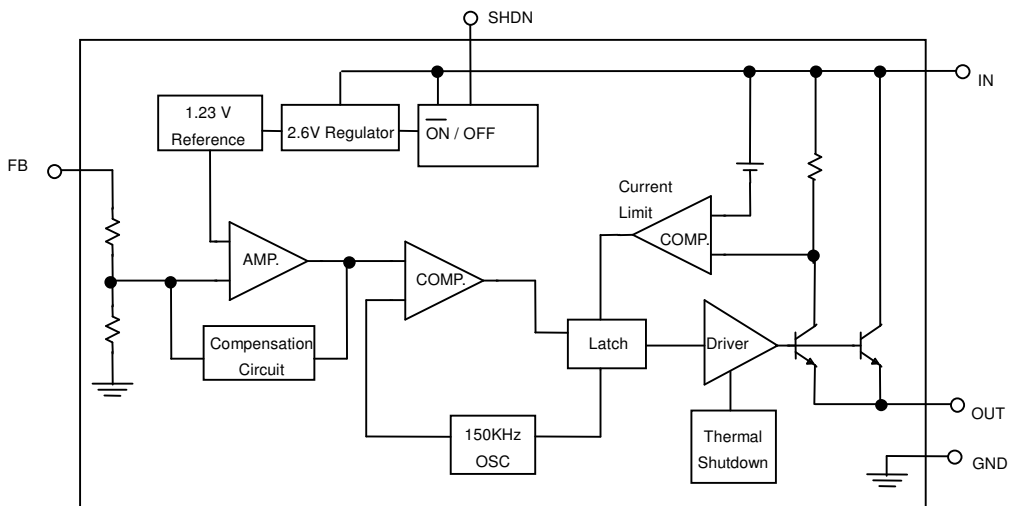 SHDN
IN
1.23 V
Reference
2.6V Regulator
ON / OFF
FB
Current
Limit
COMP.
AMP.
COMP.
Compensation
Circuit
Latch
Driver
150KHz
OSC
Thermal
Shutdown
OUT
GND